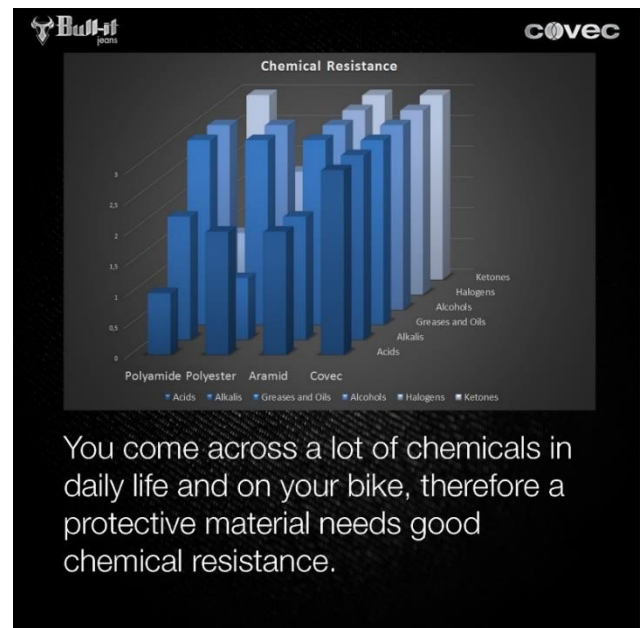 Bull-it
jeans
covec
Chemical Resistance
3
2,5
2
1,5
1
0,5
0
Ketones
Halogens
Alcohols
Greases and Oils
Alkalis
Acids
Polyamide Polyester Aramid Covec
Acids Alkalis Greases and Oils Alcohols Halogens Ketones
You come across a lot of chemicals in
daily life and on your bike, therefore a
protective material needs good
chemical resistance.